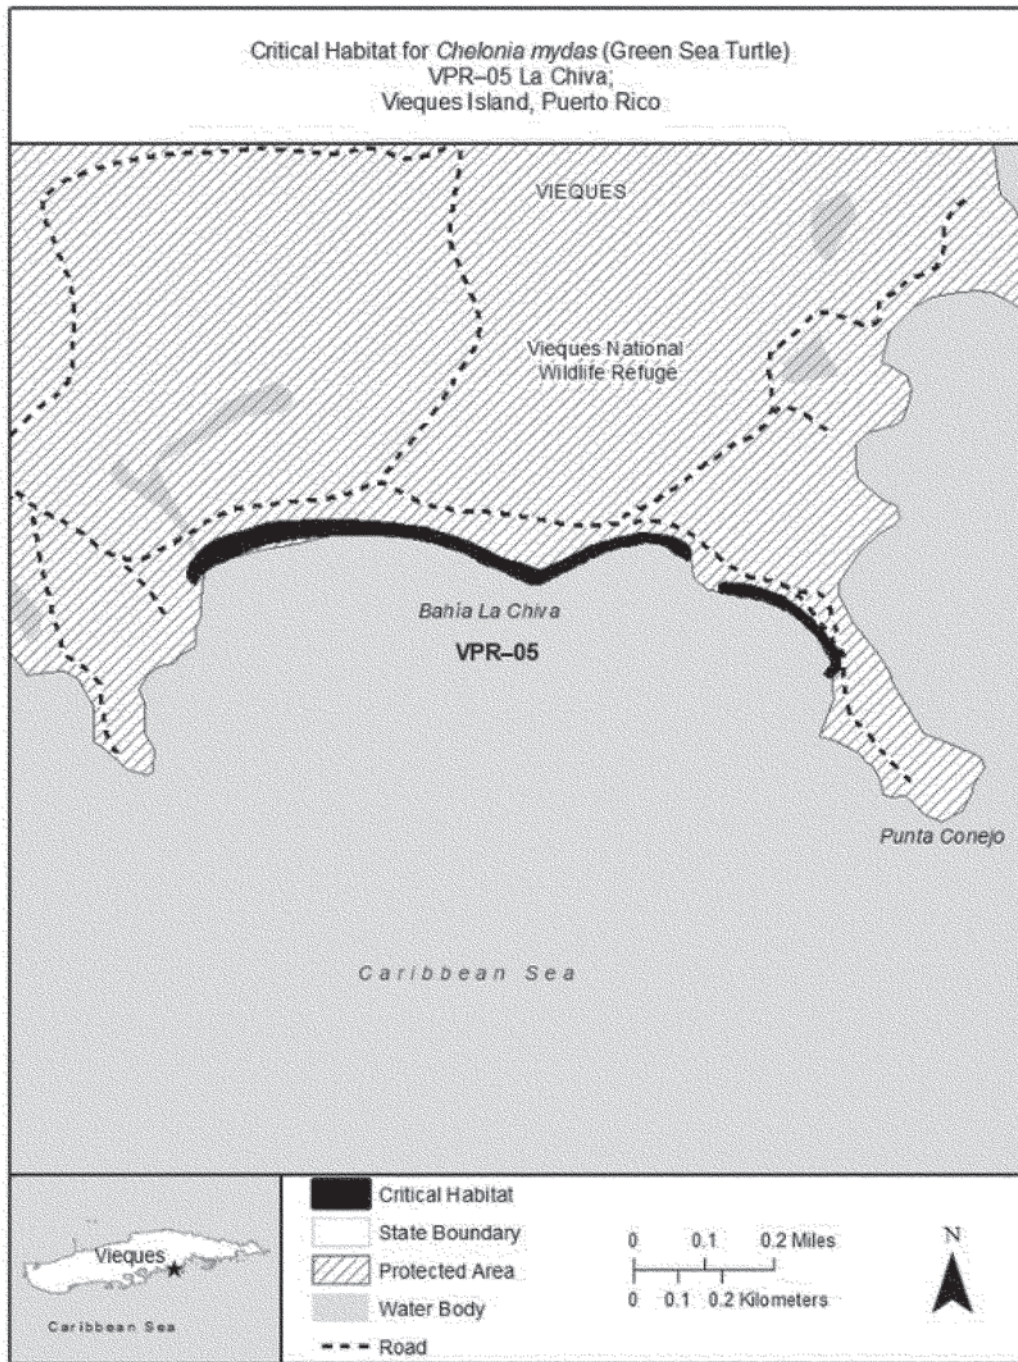 Critical Habitat for Chelonia mydas (Green Sea Turtle)
VPR–05 La Chiva;
Vieques Island, Puerto Rico
VIEQUES
Vieques National
Wildlife Refuge
Bahia La Chiva
VPR–05
Punta Conejo
Caribbean Sea
Vieques
Caribbean Sea
Critical Habitat
State Boundary
Protected Area
Water Body
Road
0 0.1 0.2 Miles
0 0.1 0.2 Kilometers
N